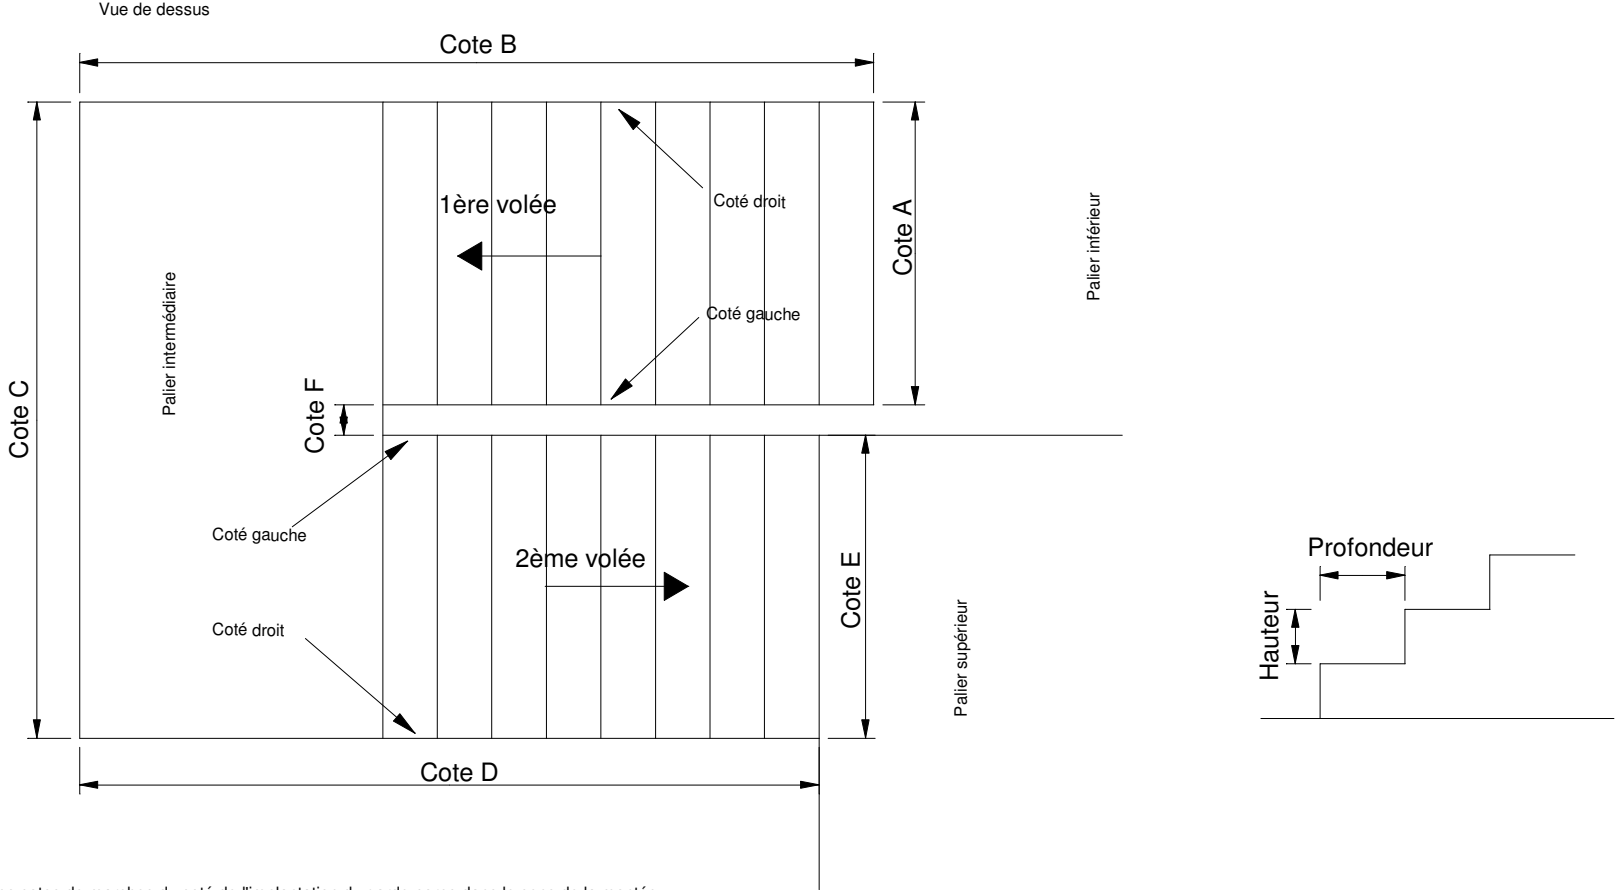 Vue de dessus
Cote B
1ère volée
Coté droit
Cote A
Palier inférieur
Palier intermédiaire
Coté gauche
Cote C
Cote F
Coté gauche
2ème volée
Cote E
Coté droit
Palier supérieur
Cote D
Profondeur
Hauteur